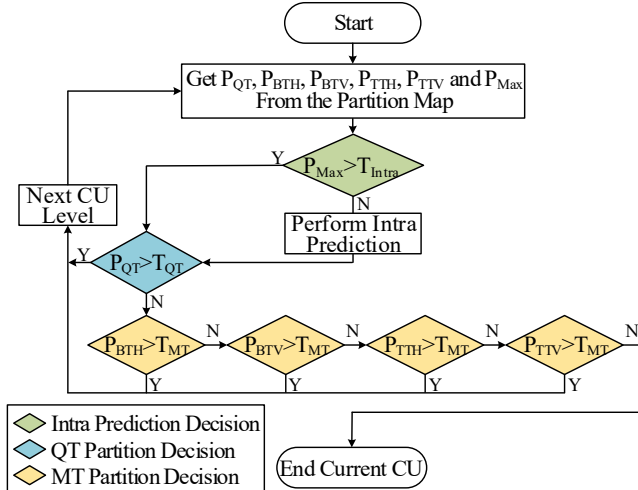 Start
Get P_QT, P_BTH, P_BTV, P_TTH, P_TTV and P_Max
From the Partition Map
Y
P_Max>T_Intra
N
Next CU
Level
Perform Intra
Prediction
Y
P_QT>T_QT
N
P_BTH>T_MT
N
P_BTV>T_MT
N
P_TTH>T_MT
N
P_TTV>T_MT
N
Y
Y
Y
Y
Intra Prediction Decision
QT Partition Decision
MT Partition Decision
End Current CU